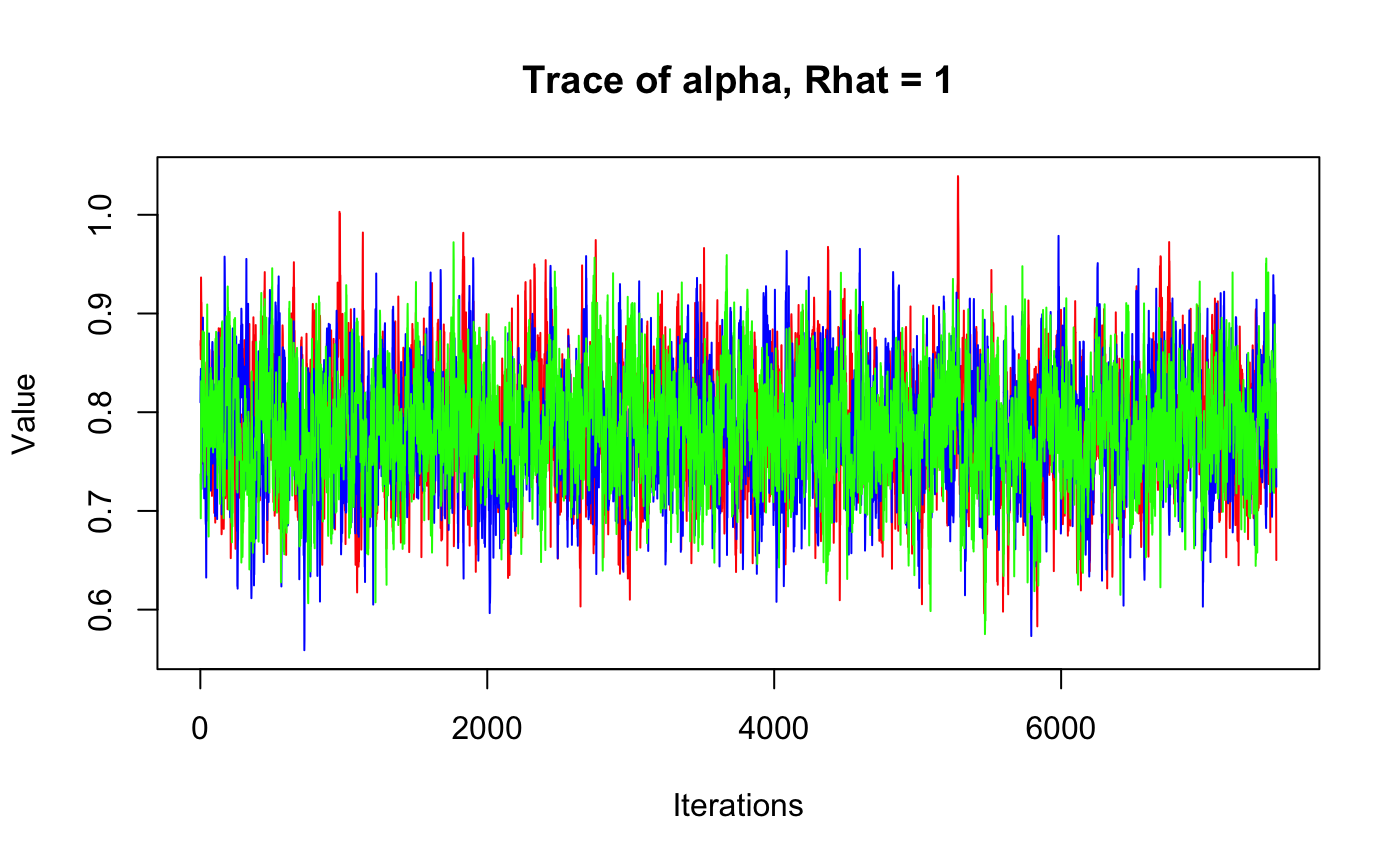 Trace of alpha, Rhat = 1
Value
1.0
0.9
0.8
0.7
0.6
0 2000 4000 6000
Iterations